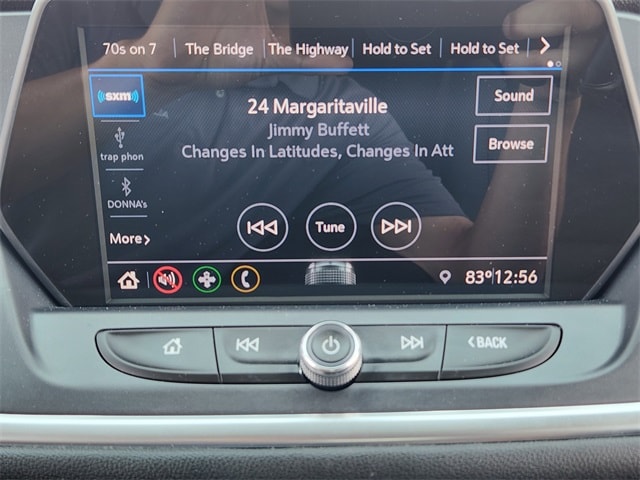 70s on 7 The Bridge The Highway Hold to Set Hold to Set >
((sxm)) 24 Margaritaville Sound
Jimmy Buffett
trap phon Changes In Latitudes, Changes In Att Browse
DONNA's
More> Tune
83° 12:56
<BACK